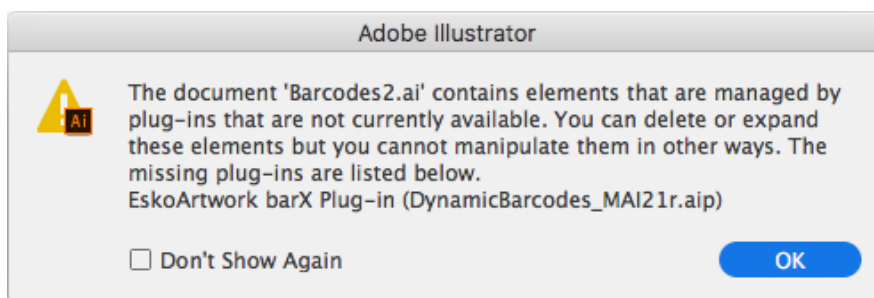 Adobe Illustrator
The document 'Barcodes2.ai' contains elements that are managed by
plug-ins that are not currently available. You can delete or expand
these elements but you cannot manipulate them in other ways. The
missing plug-ins are listed below.
EskoArtwork barX Plug-in (DynamicBarcodes_MAI21r.aip)
Ai
Don't Show Again
OK